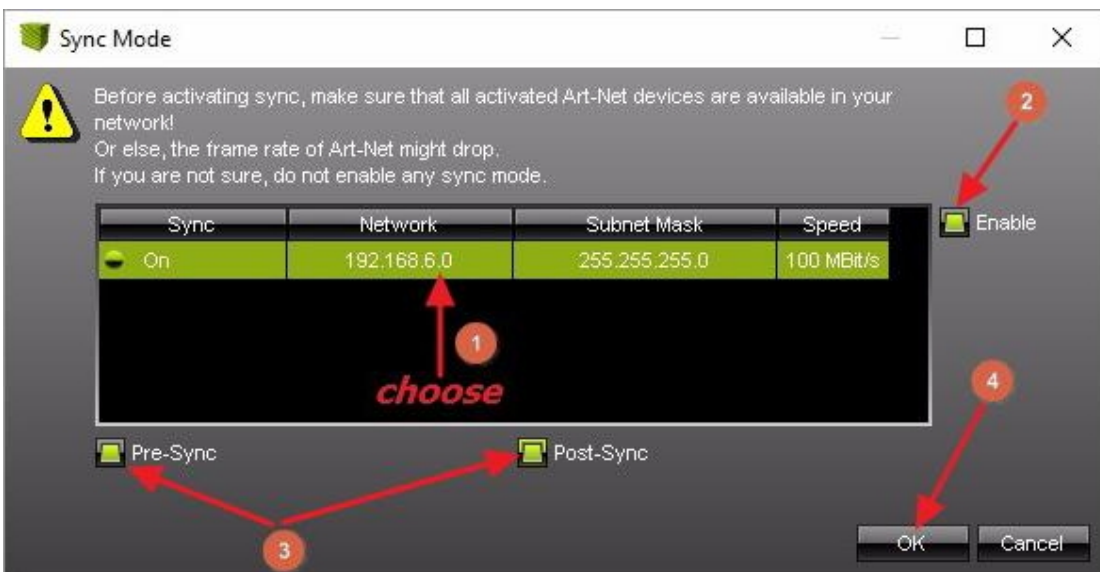 Sync Mode
Before activating sync, make sure that all activated Art-Net devices are available in your
network!
Or else, the frame rate of Art-Net might drop.
If you are not sure, do not enable any sync mode.
2
Sync Network Subnet Mask Speed
Enable
On 192.168.6.0 255.255.255.0 100 MBit/s
1
choose
4
Pre-Sync Post-Sync
3
OK Cancel